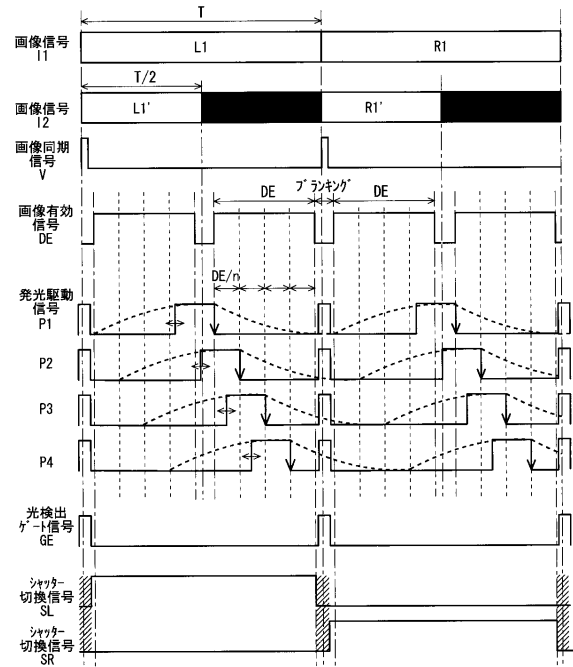 T
画像信号
I1
L1
R1
T/2
画像信号
I2
L1'
R1'
画像同期
信号
V
ブランキング
DE
DE
画像有効
信号
DE
DE/n
発光駆動
信号
P1
P2
P3
P4
光検出
ゲート信号
GE
シャッター
切換信号
SL
シャッター
切換信号
SR